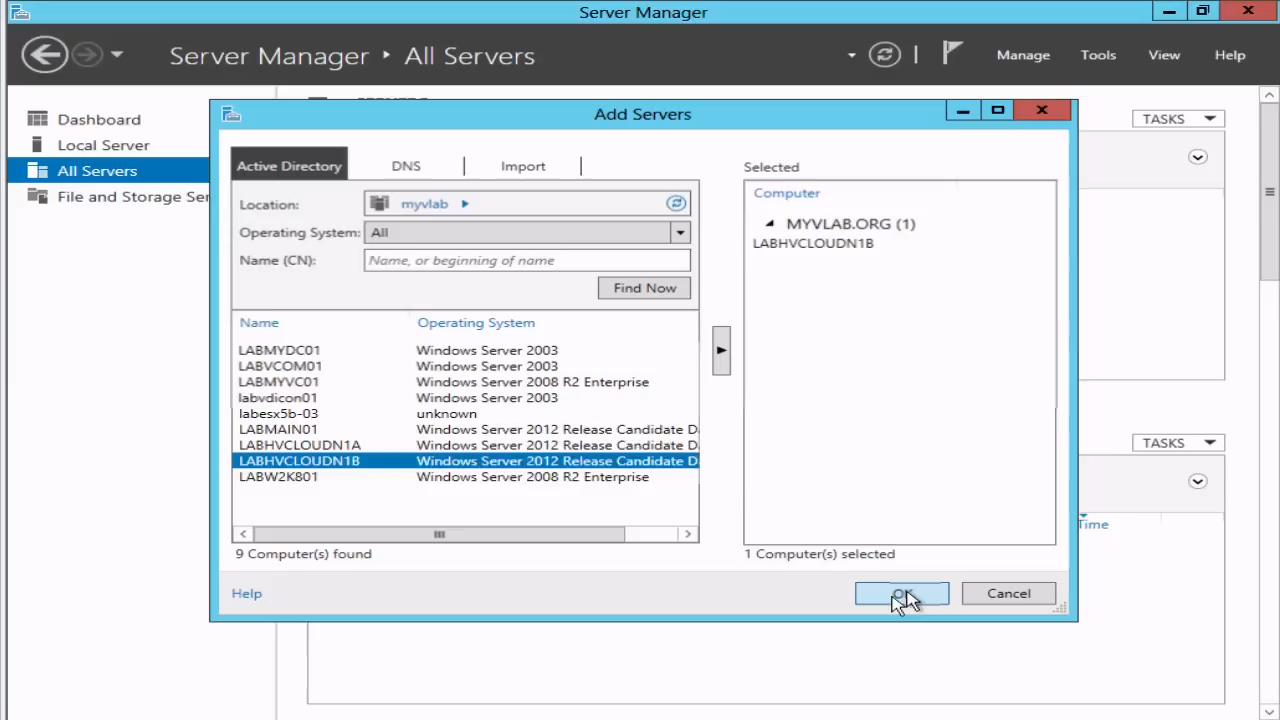 Server Manager
Server Manager ‣ All Servers
Manage Tools View Help
Dashboard
Local Server
All Servers
File and Storage Ser
TASKS
Add Servers
Active Directory DNS Import
Location: myvlab
Operating System: All
Name (CN): Name, or beginning of name
Find Now
Name Operating System
LABMYDC01 Windows Server 2003
LABVCOM01 Windows Server 2003
LABMYVC01 Windows Server 2008 R2 Enterprise
labvdicon01 Windows Server 2003
labesx5b-03 unknown
LABMAIN01 Windows Server 2012 Release Candidate D
LABHVCLOUDN1A Windows Server 2012 Release Candidate D
LABHVCLOUDN1B Windows Server 2012 Release Candidate D
LABW2K801 Windows Server 2008 R2 Enterprise
9 Computer(s) found
Selected
Computer
MYVLAB.ORG (1)
LABHVCLOUDN1B
1 Computer(s) selected
Help
OK
Cancel
TASKS
Time